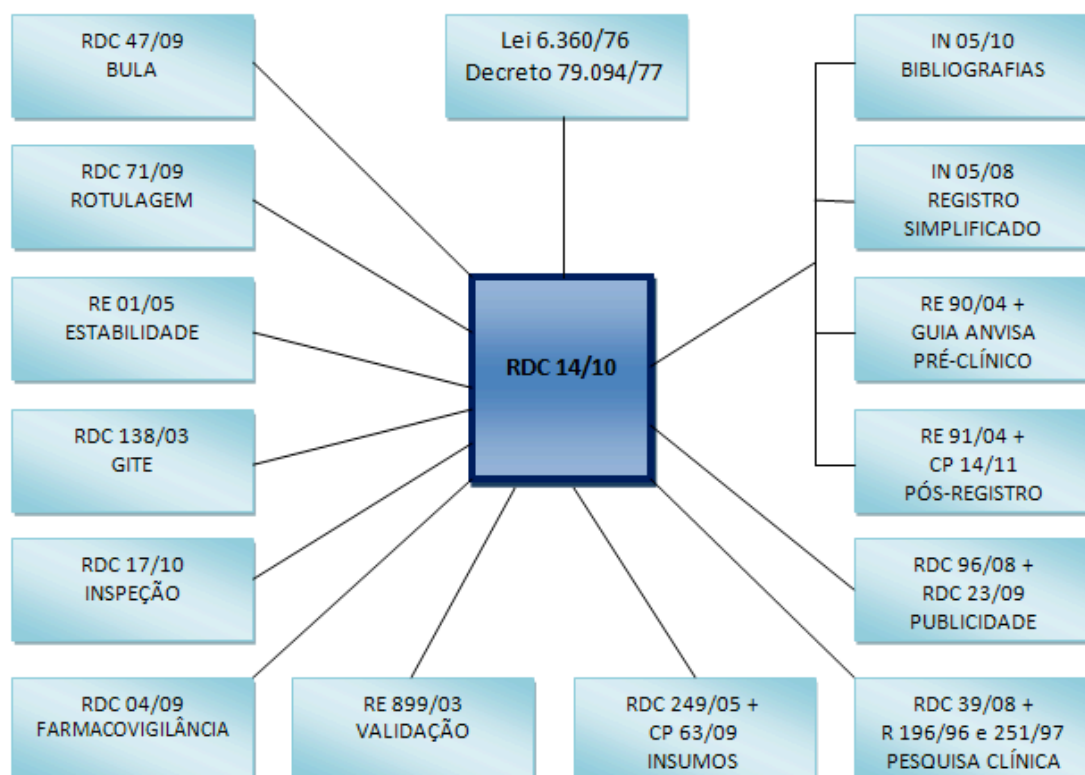 RDC 47/09
BULA
Lei 6.360/76
Decreto 79.094/77
IN 05/10
BIBLIOGRAFIAS
RDC 71/09
ROTULAGEM
IN 05/08
REGISTRO
SIMPLIFICADO
RE 01/05
ESTABILIDADE
RDC 14/10
RE 90/04 +
GUIA ANVISA
PRÉ-CLÍNICO
RDC 138/03
GITE
RE 91/04 +
CP 14/11
PÓS-REGISTRO
RDC 17/10
INSPEÇÃO
RDC 96/08 +
RDC 23/09
PUBLICIDADE
RDC 04/09
FARMACOVIGILÂNCIA
RE 899/03
VALIDAÇÃO
RDC 249/05 +
CP 63/09
INSUMOS
RDC 39/08 +
R 196/96 e 251/97
PESQUISA CLÍNICA